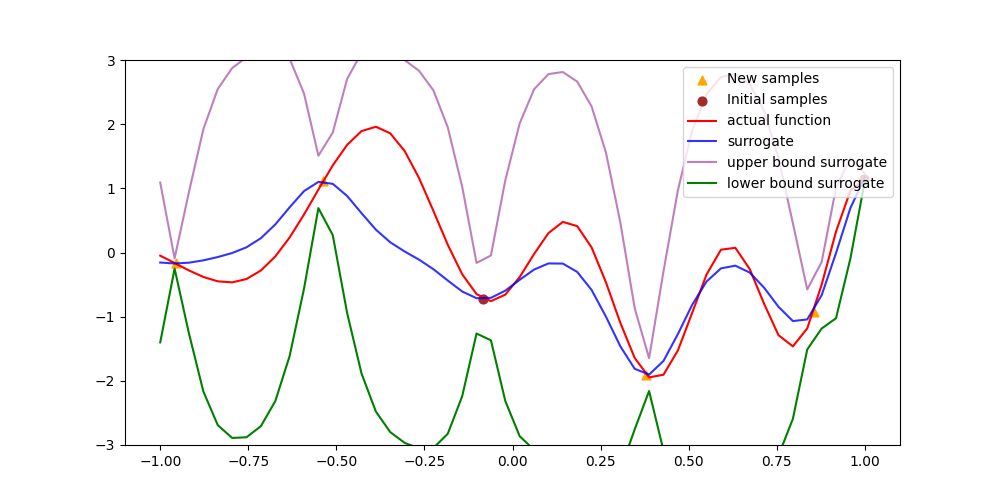 New samples
Initial samples
actual function
surrogate
upper bound surrogate
lower bound surrogate
3
2
1
0
−1
−2
−3
−1.00 −0.75 −0.50 −0.25 0.00 0.25 0.50 0.75 1.00